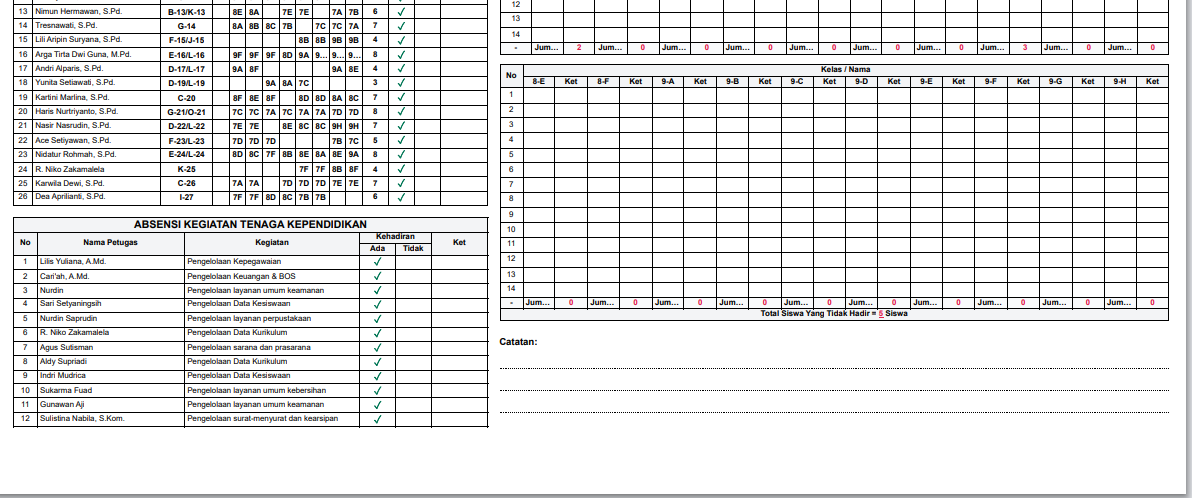 13 Nimun Hermawan, S.Pd. B-13/K-13 8E 8A 7E 7E 7A 7B 6 ✓
14 Tresnawati, S.Pd. G-14 8A 8B 8C 7B 7C 7C 7A 7 ✓
15 Lili Aripin Suryana, S.Pd. F-15/J-15 8B 8B 9B 9B 4 ✓
16 Arga Tirta Dwi Guna, M.Pd. E-16/L-16 9F 9F 9F 8D 9A 9... 9... 9... 8 ✓
17 Andri Alparis, S.Pd. D-17/L-17 9A 8F 9A 8E 4 ✓
18 Yunita Setiawati, S.Pd. D-19/L-19 9A 8A 7C 3 ✓
19 Kartini Marlina, S.Pd. C-20 8F 8E 8F 8D 8D 8A 8C 7 ✓
20 Haris Nurtriyanto, S.Pd. G-21/O-21 7C 7C 7A 7C 7A 7A 7D 7D 8 ✓
21 Nasir Nasrudin, S.Pd. D-22/L-22 7E 7E 8E 8C 8C 9H 9H 7 ✓
22 Ace Setiyawan, S.Pd. F-23/L-23 7D 7D 7D 7B 7C 5 ✓
23 Nidatur Rohmah, S.Pd. E-24/L-24 8D 8C 7F 8B 8E 8A 8E 9A 8 ✓
24 R. Niko Zakamalela K-25 7F 7F 8B 8F 4 ✓
25 Karwila Dewi, S.Pd. C-26 7A 7A 7D 7D 7D 7E 7E 7 ✓
26 Dea Aprilianti, S.Pd. I-27 7F 7F 8D 8C 7B 7B 6 ✓
ABSENSI KEGIATAN TENAGA KEPENDIDIKAN
No Nama Petugas Kegiatan Kehadiran Ket
Ada Tidak
1 Lilis Yuliana, A.Md. Pengelolaan Kepegawaian ✓
2 Cari'ah, A.Md. Pengelolaan Keuangan & BOS ✓
3 Nurdin Pengelolaan layanan umum keamanan ✓
4 Sari Setyaningsih Pengelolaan Data Kesiswaan ✓
5 Nurdin Saprudin Pengelolaan layanan perpustakaan ✓
6 R. Niko Zakamalela Pengelolaan Data Kurikulum ✓
7 Agus Sutisman Pengelolaan sarana dan prasarana ✓
8 Aldy Supriadi Pengelolaan Data Kurikulum ✓
9 Indri Mudrica Pengelolaan Data Kesiswaan ✓
10 Sukarma Fuad Pengelolaan layanan umum kebersihan ✓
11 Gunawan Aji Pengelolaan layanan umum keamanan ✓
12 Sulistina Nabila, S.Kom. Pengelolaan surat-menyurat dan kearsipan ✓
12
13
14
- Jum... 2 Jum... 0 Jum... 0 Jum... 0 Jum... 0 Jum... 0 Jum... 0 Jum... 3 Jum... 0 Jum... 0
No Kelas / Nama
8-E Ket 8-F Ket 9-A Ket 9-B Ket 9-C Ket 9-D Ket 9-E Ket 9-F Ket 9-G Ket 9-H Ket
1
2
3
4
5
6
7
8
9
10
11
12
13
14
- Jum... 0 Jum... 0 Jum... 0 Jum... 0 Jum... 0 Jum... 0 Jum... 0 Jum... 0 Jum... 0 Jum... 0
Total Siswa Yang Tidak Hadir = 5 Siswa
Catatan: